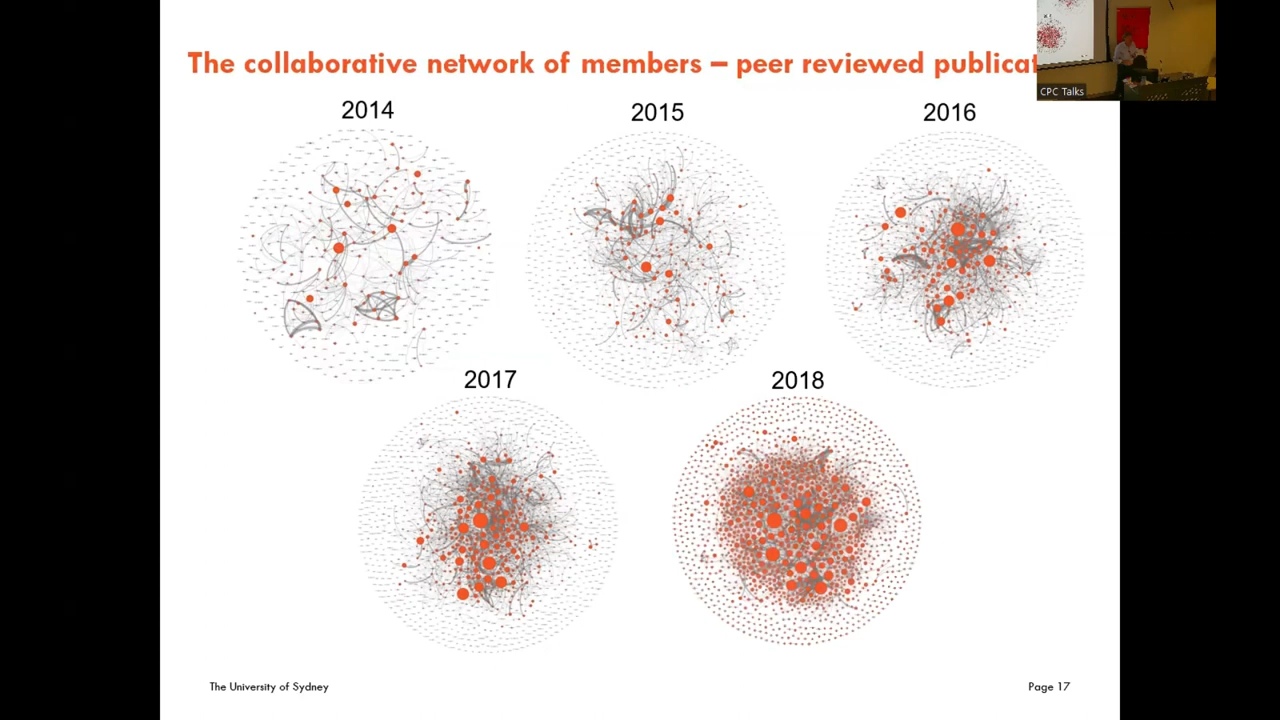 The collaborative network of members – peer reviewed publicat
CPC Talks
2014
2015
2016
2017
2018
The University of Sydney
Page 17